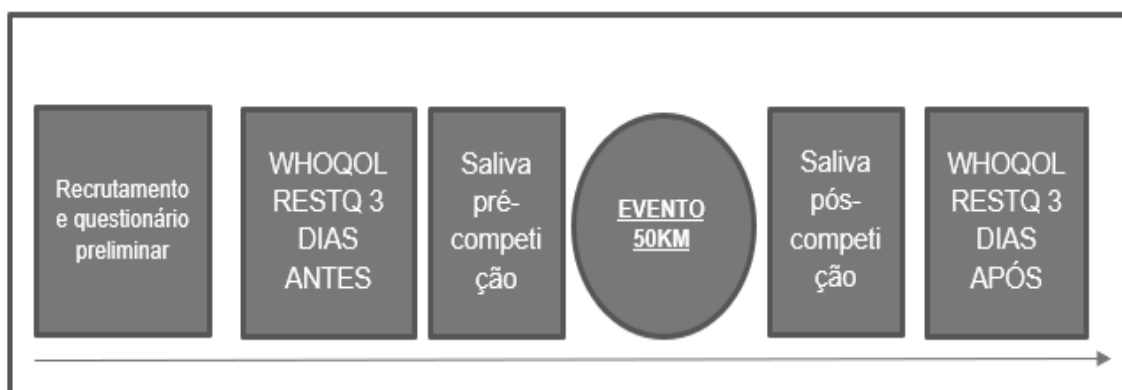 Recrutamento
e questionário
preliminar
WHOQOL
RESTQ 3
DIAS
ANTES
Saliva
pré-
competi
ção
EVENTO
50KM
Saliva
pós-
competi
ção
WHOQOL
RESTQ 3
DIAS
APÓS